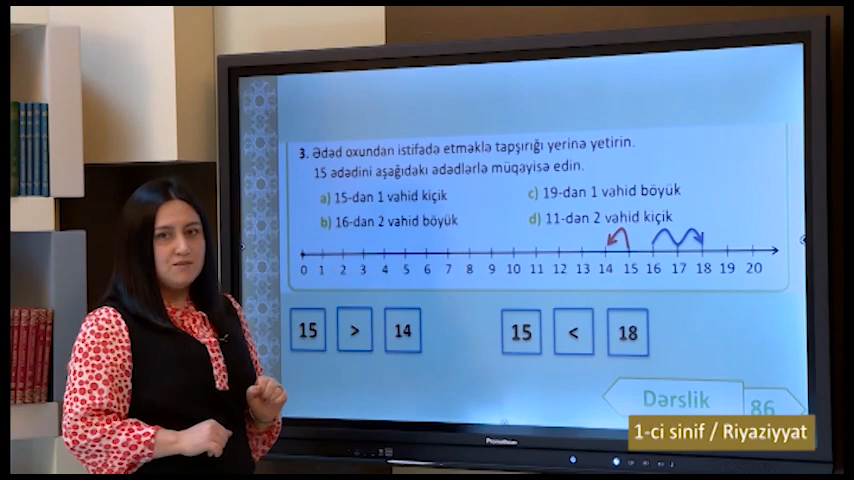 3. Ədəd oxundan istifadə etməklə tapşırığı yerinə yetirin.
15 ədədini aşağıdakı ədədlərlə müqayisə edin.
a) 15-dən 1 vahid kiçik
c) 19-dan 1 vahid böyük
b) 16-dan 2 vahid böyük
d) 11-dən 2 vahid kiçik
0 1 2 3 4 5 6 7 8 9 10 11 12 13 14 15 16 17 18 19 20
15 > 14
15 < 18
Dərslik 86
1-ci sinif / Riyaziyyat
Promethean